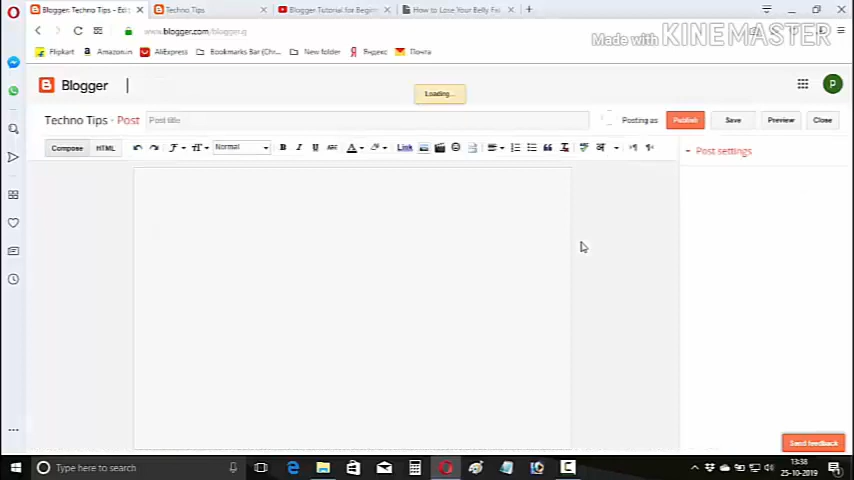 Blogger: Techno Tips - Ed
Techno Tips
Blogger Tutorial for Begin
How to Lose Your Belly Fa
www.blogger.com/blogger.g
Made with KINEMASTER
Flipkart
Amazon.in
AliExpress
Bookmarks Bar (Chr...
New folder
Яндекс
Почта
Blogger
Loading...
P
Techno Tips · Post
Post title
Posting as
Publish
Save
Preview
Close
Compose
HTML
Normal
B I U ABC A
Link
Post settings
Send feedback
Type here to search
13:38
25-10-2019